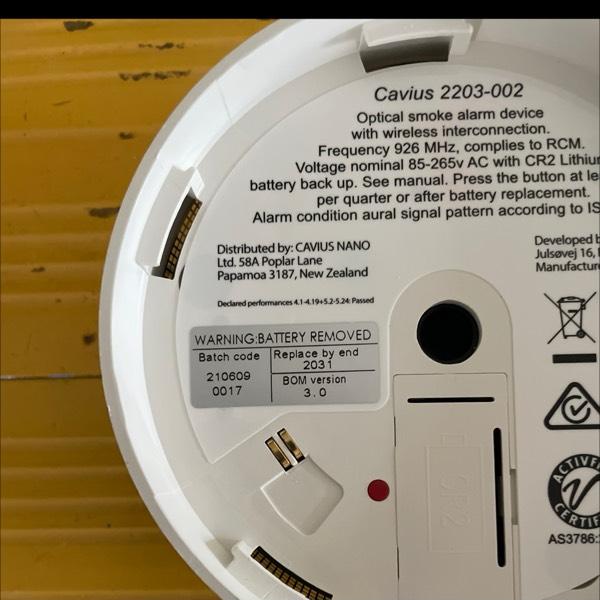 Cavius 2203-002
Optical smoke alarm device
with wireless interconnection.
Frequency 926 MHz, complies to RCM.
Voltage nominal 85-265v AC with CR2 Lithiu
battery back up. See manual. Press the button at le
per quarter or after battery replacement.
Alarm condition aural signal pattern according to IS
Distributed by: CAVIUS NANO
Ltd. 58A Poplar Lane
Papamoa 3187, New Zealand
Developed b
Julsøvej 16,
Manufacture
Declared performances 4.1-4.19+5.2-5.24: Passed
WARNING:BATTERY REMOVED
Batch code
210609
0017
Replace by end
2031
BOM version
3.0
CR2
ACTIVF
CERTIF
AS3786: